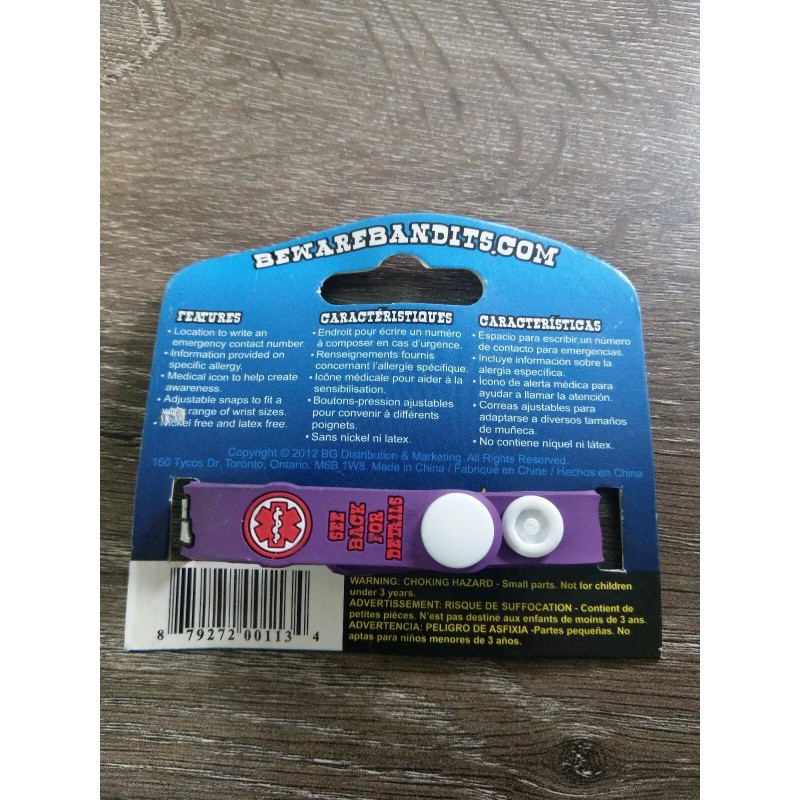 BEWAREBANDITS.COM
FEATURES
• Location to write an
emergency contact number.
• Information provided on
specific allergy.
• Medical icon to help create
awareness.
• Adjustable snaps to fit a
range of wrist sizes.
• Nickel free and latex free.
CARACTÉRISTIQUES
• Endroit pour écrire un numéro
à composer en cas d'urgence.
• Renseignements fournis
concernant l'allergie spécifique.
• Icône médicale pour aider à la
sensibilisation.
• Boutons-pression ajustables
pour convenir à différents
poignets.
• Sans nickel ni latex.
CARACTERÍSTICAS
• Espacio para escribir un número
de contacto para emergencias.
• Incluye información sobre la
alergia específica.
• Ícono de alerta médica para
ayudar a llamar la atención.
• Correas ajustables para
adaptarse a diversos tamaños
de muñeca.
• No contiene níquel ni látex.
Copyright © 2012 BG Distribution & Marketing. All Rights Reserved.
160 Tycos Dr. Toronto, Ontario. M6B 1W8. Made in China / Fabriqué en Chine / Hechos en China
SEE
BACK
FOR
DETAILS
WARNING: CHOKING HAZARD - Small parts. Not for children
under 3 years.
ADVERTISSEMENT: RISQUE DE SUFFOCATION - Contient de
petites pièces. N'est pas destiné aux enfants de moins de 3 ans.
ADVERTENCIA: PELIGRO DE ASFIXIA -Partes pequeñas. No
aptas para niños menores de 3 años.
8 79272 00113 4